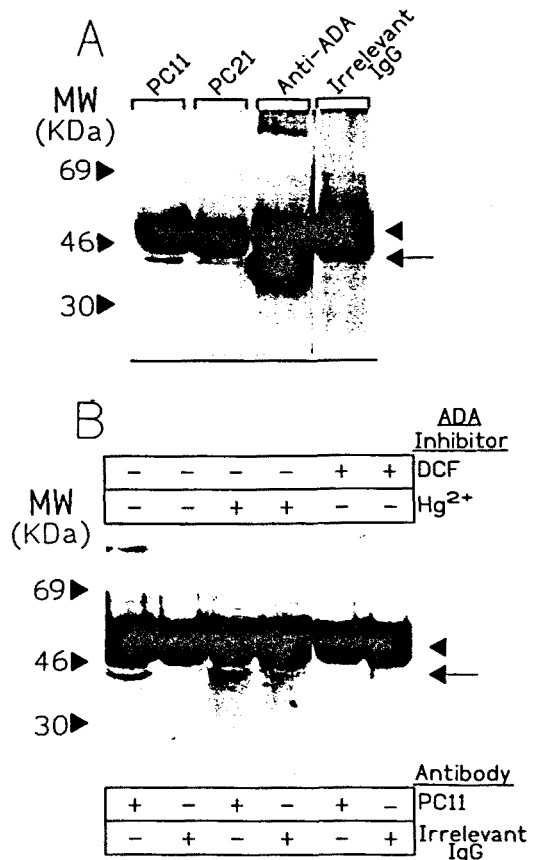 A
PC11 PC21 Anti-ADA Irrelevant IgG
MW
(KDa)
69
46
30
B
ADA
Inhibitor
– – – – + + DCF
– – + + – – Hg2+
MW
(KDa)
69
46
30
Antibody
+ – + – + – PC11
– + – + – + Irrelevant
IgG